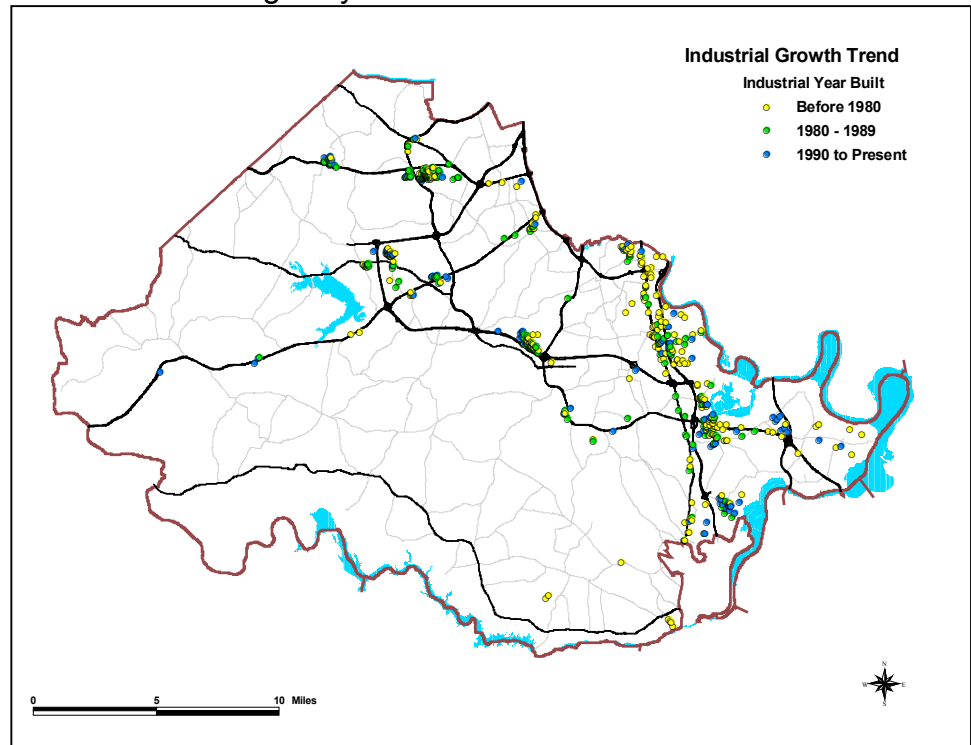 Industrial Growth Trend
Industrial Year Built
Before 1980
1980 - 1989
1990 to Present
N
W E
S
0 5 10 Miles